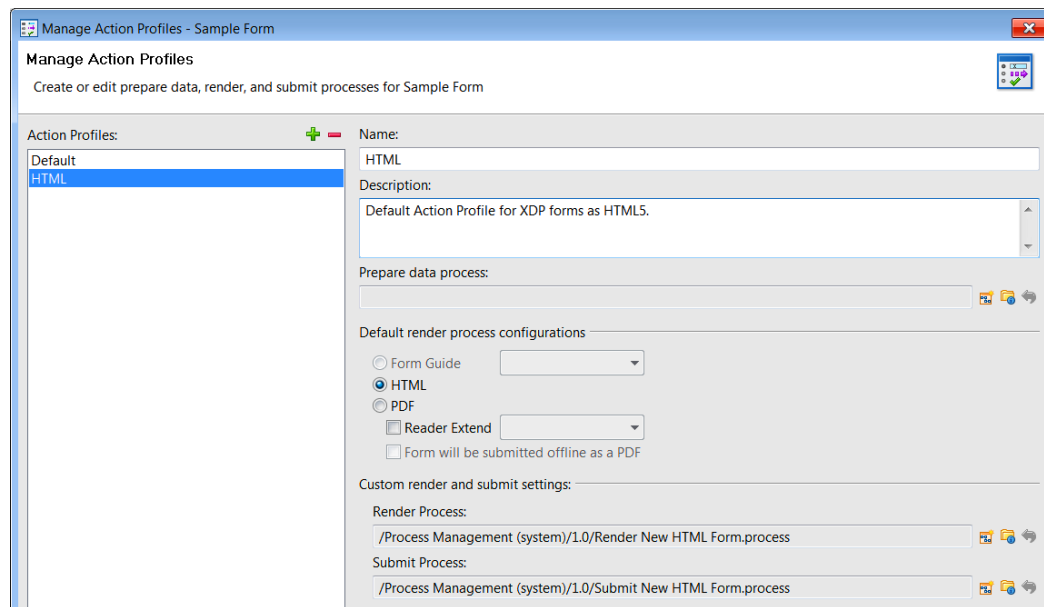 Manage Action Profiles - Sample Form
Manage Action Profiles
Create or edit prepare data, render, and submit processes for Sample Form
Action Profiles:
Default
HTML
Name:
HTML
Description:
Default Action Profile for XDP forms as HTML5.
Prepare data process:
Default render process configurations
Form Guide
HTML
PDF
Reader Extend
Form will be submitted offline as a PDF
Custom render and submit settings:
Render Process:
/Process Management (system)/1.0/Render New HTML Form.process
Submit Process:
/Process Management (system)/1.0/Submit New HTML Form.process